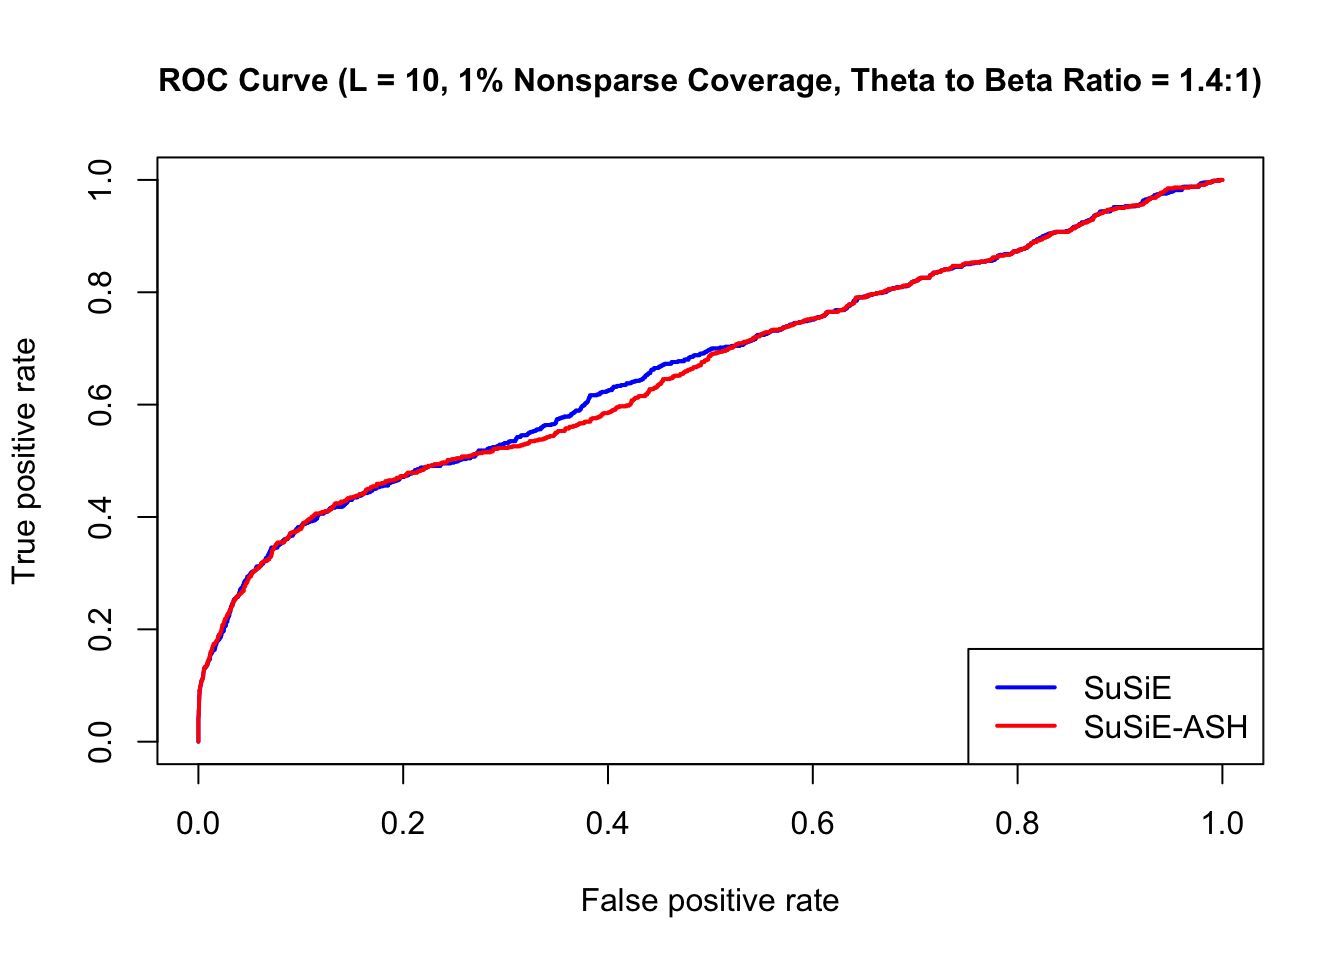 ROC Curve (L = 10, 1% Nonsparse Coverage, Theta to Beta Ratio = 1.4:1)
True positive rate
1.0
0.8
0.6
0.4
0.2
0.0
SuSiE
SuSiE-ASH
0.0 0.2 0.4 0.6 0.8 1.0
False positive rate